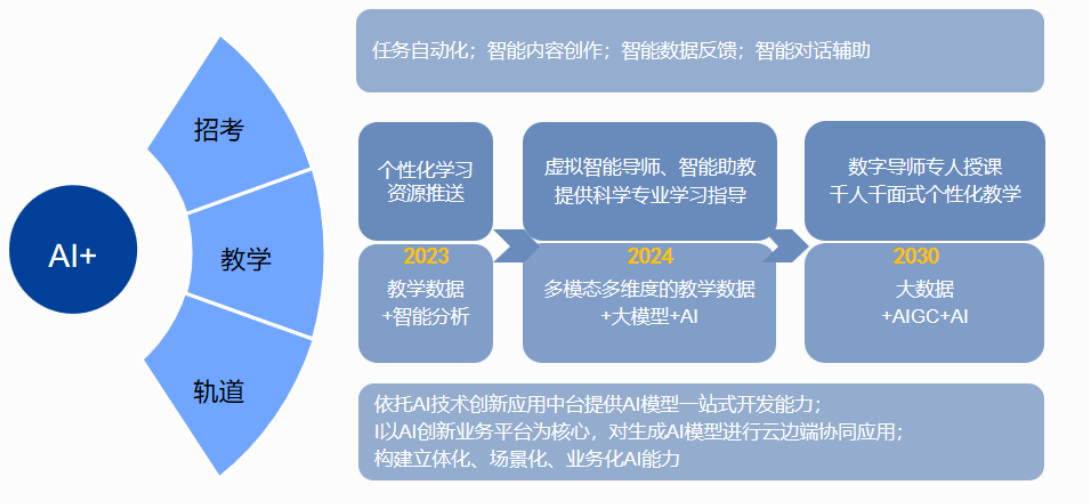 AI+
招考
任务自动化；智能内容创作；智能数据反馈；智能对话辅助
教学
个性化学习
资源推送
2023
教学数据
+智能分析
虚拟智能导师、智能助教
提供科学专业学习指导
2024
多模态多维度的教学数据
+大模型+AI
数字导师专人授课
千人千面式个性化教学
2030
大数据
+AIGC+AI
轨道
依托AI技术创新应用中台提供AI模型一站式开发能力；
I以AI创新业务平台为核心，对生成AI模型进行云边端协同应用；
构建立体化、场景化、业务化AI能力